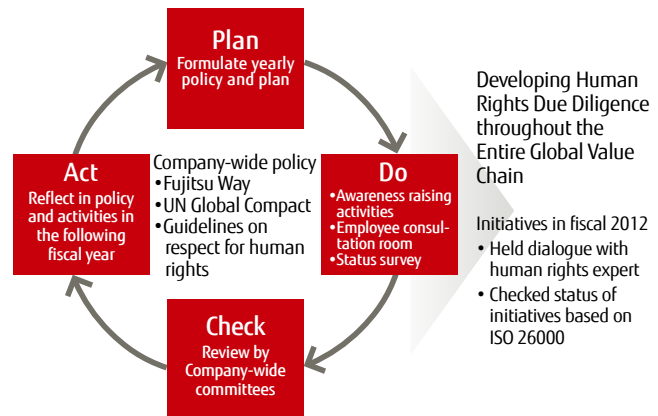 Plan
Formulate yearly
policy and plan
Act
Reflect in policy
and activities in
the following
fiscal year
Company-wide policy
•Fujitsu Way
•UN Global Compact
•Guidelines on
respect for human
rights
Do
•Awareness raising
activities
•Employee consul-
tation room
•Status survey
Check
Review by
Company-wide
committees
Developing Human
Rights Due Diligence
throughout the
Entire Global Value
Chain
Initiatives in fiscal 2012
• Held dialogue with
human rights expert
• Checked status of
initiatives based on
ISO 26000